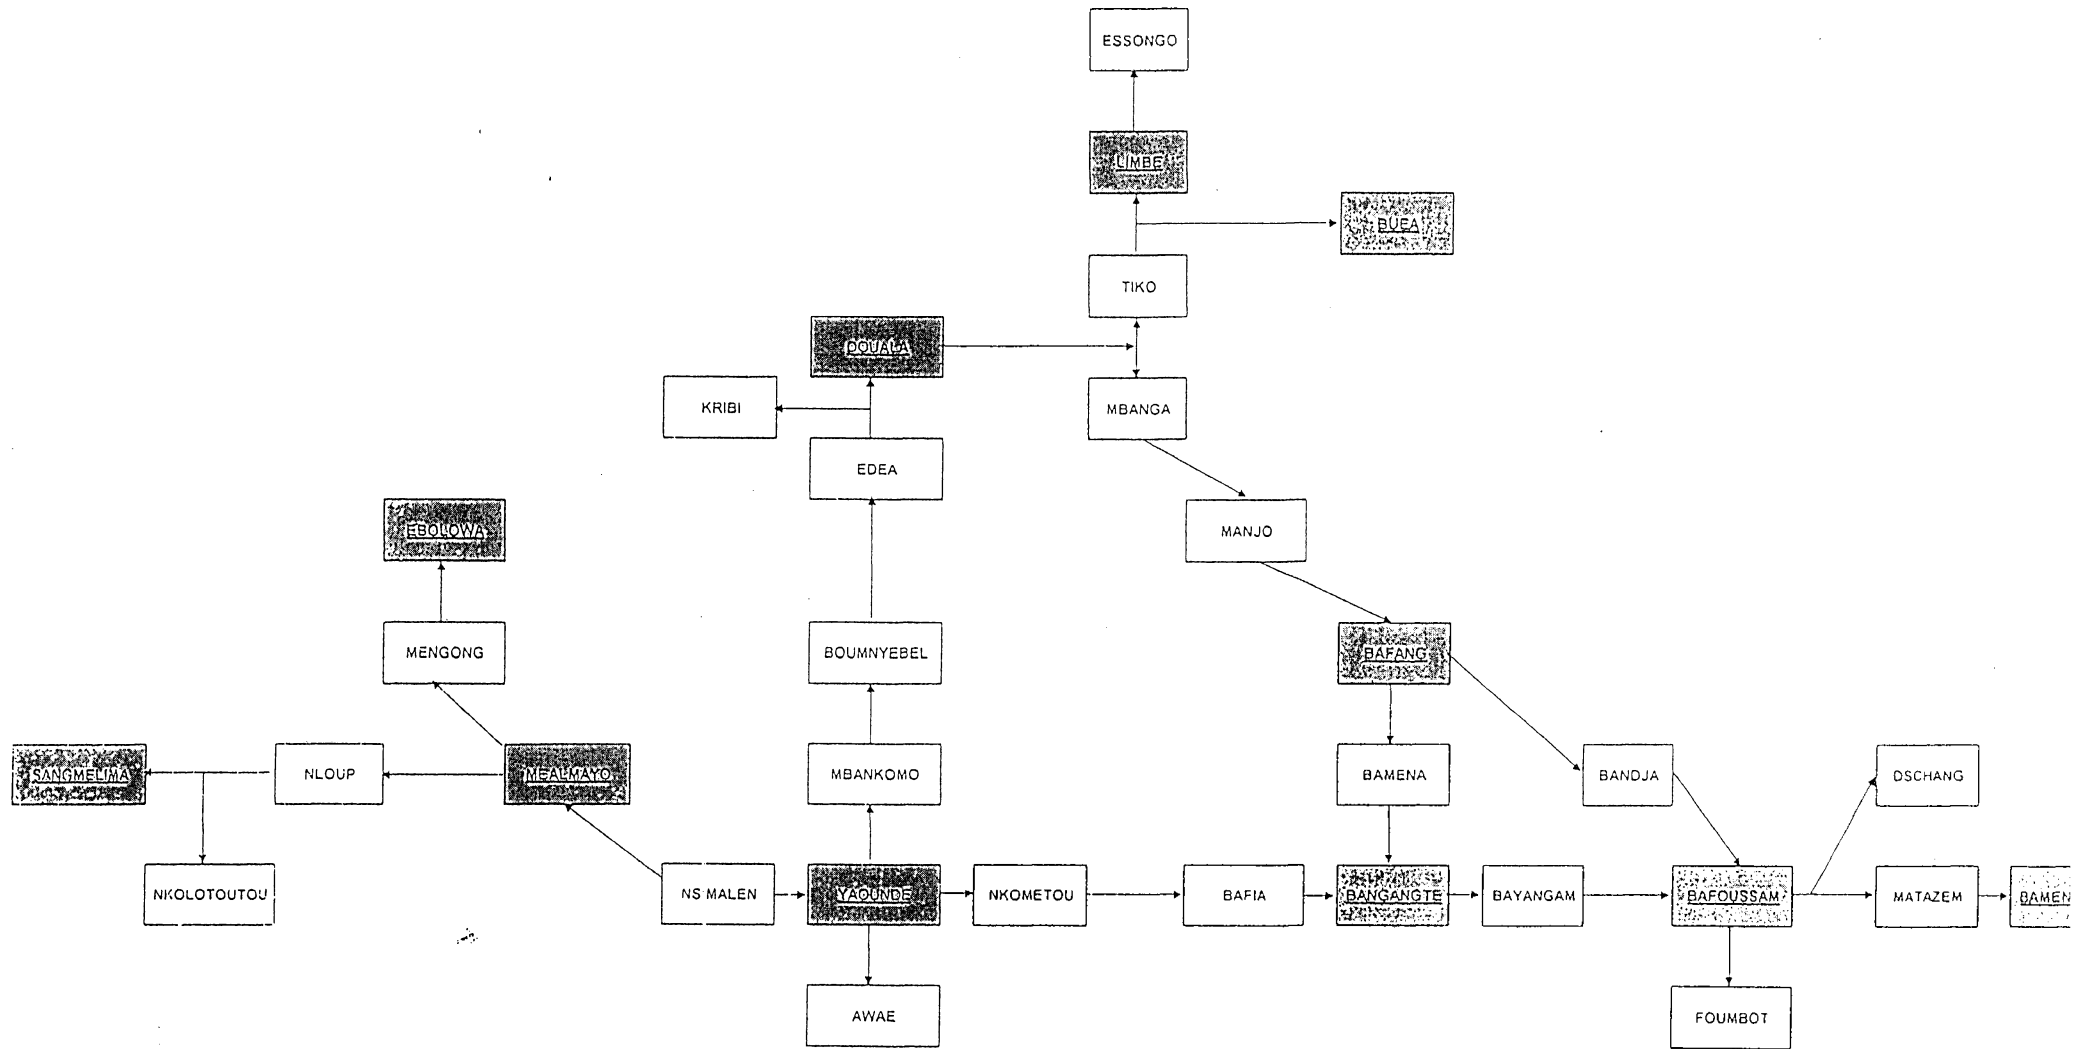 ESSONGO
LIMBE
BUEA
TIKO
DOUALA
KRIBI
MBANGA
EDEA
EBOLOWA
MANJO
MENGONG
BOUMNYEBEL
BAFANG
SANGMELIMA
NLOUP
MEALMAYO
MBANKOMO
BAMENA
BANDJA
DSCHANG
NKOLOTOUTOU
NS MALEN
YAOUNDE
NKOMETOU
BAFIA
BANGANGTE
BAYANGAM
BAFOUSSAM
MATAZEM
BAMEN
AWAE
FOUMBOT